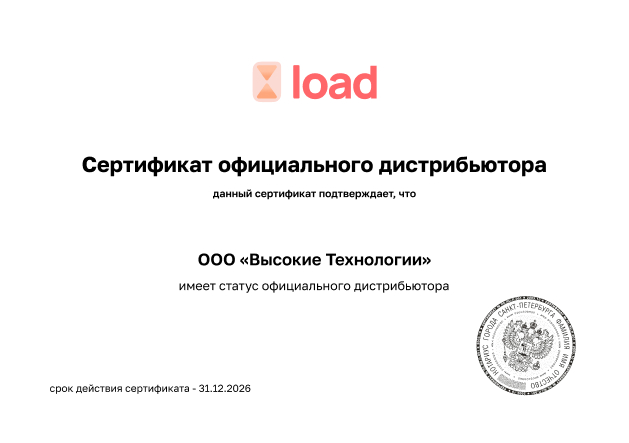 load
Сертификат официального дистрибьютора
данный сертификат подтверждает, что
ООО «Высокие Технологии»
имеет статус официального дистрибьютора
НОТАРИУС ГОРОДА САНКТ-ПЕТЕРБУРГА ФАМИЛИЯ ИМЯ ОТЧЕСТВО
срок действия сертификата - 31.12.2026